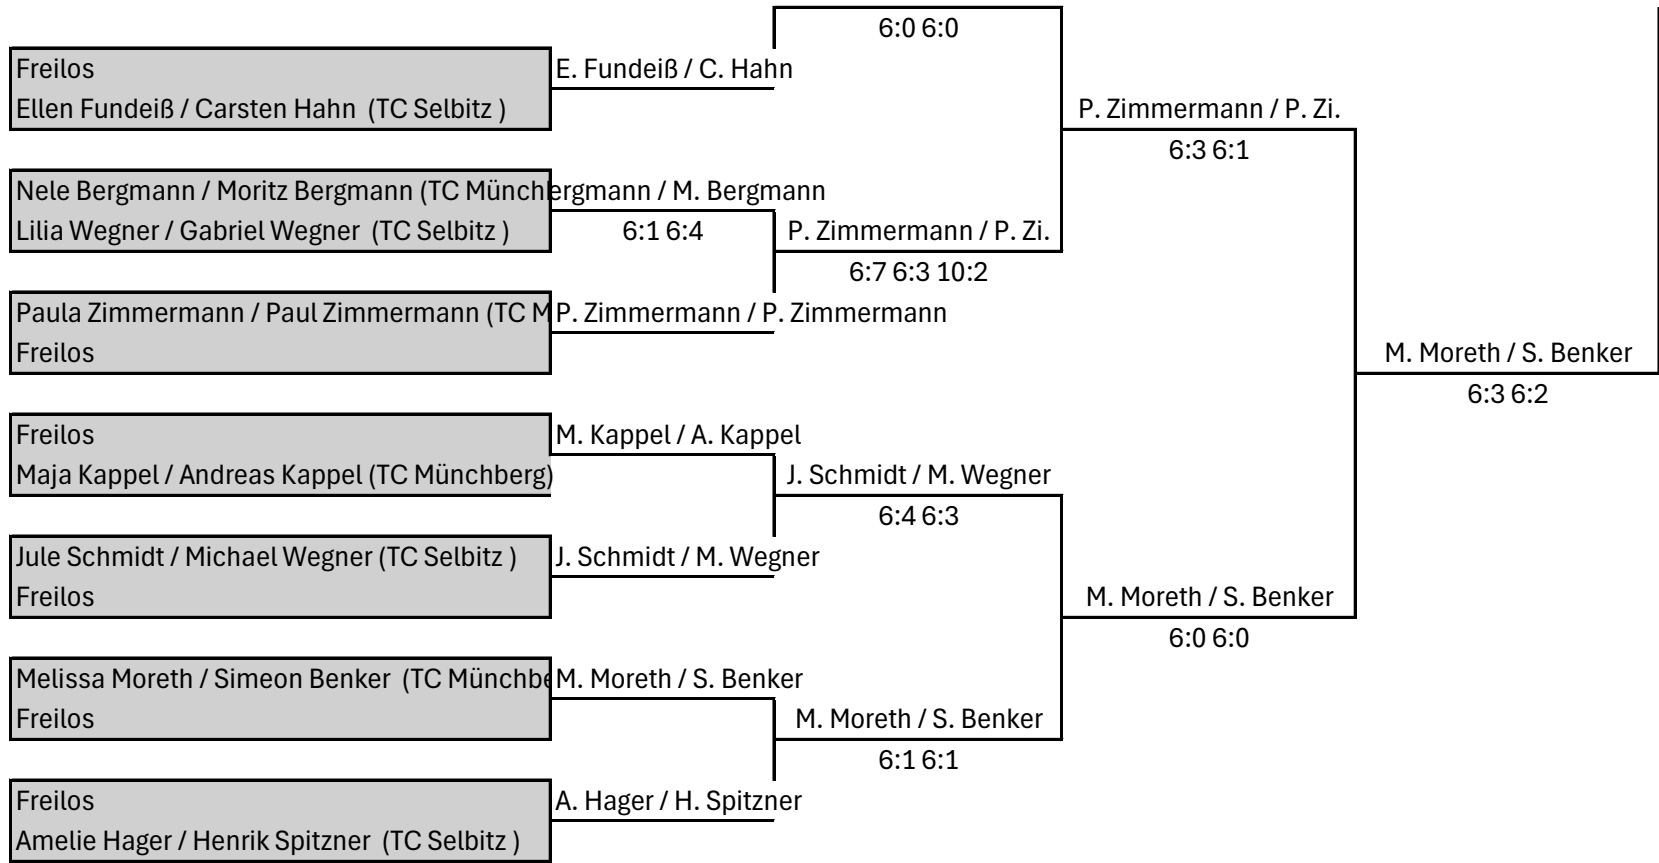 6:0 6:0
Freilos
E. Fundeiß / C. Hahn
Ellen Fundeiß / Carsten Hahn (TC Selbitz )
P. Zimmermann / P. Zi.
6:3 6:1
Nele Bergmann / Moritz Bergmann (TC Münchergmann / M. Bergmann
Lilia Wegner / Gabriel Wegner (TC Selbitz )
6:1 6:4
P. Zimmermann / P. Zi.
6:7 6:3 10:2
Paula Zimmermann / Paul Zimmermann (TC M
P. Zimmermann / P. Zimmermann
Freilos
M. Moreth / S. Benker
6:3 6:2
Freilos
M. Kappel / A. Kappel
Maja Kappel / Andreas Kappel (TC Münchberg)
J. Schmidt / M. Wegner
6:4 6:3
Jule Schmidt / Michael Wegner (TC Selbitz )
J. Schmidt / M. Wegner
Freilos
M. Moreth / S. Benker
6:0 6:0
Melissa Moreth / Simeon Benker (TC Münchbe
M. Moreth / S. Benker
Freilos
M. Moreth / S. Benker
6:1 6:1
Freilos
A. Hager / H. Spitzner
Amelie Hager / Henrik Spitzner (TC Selbitz )